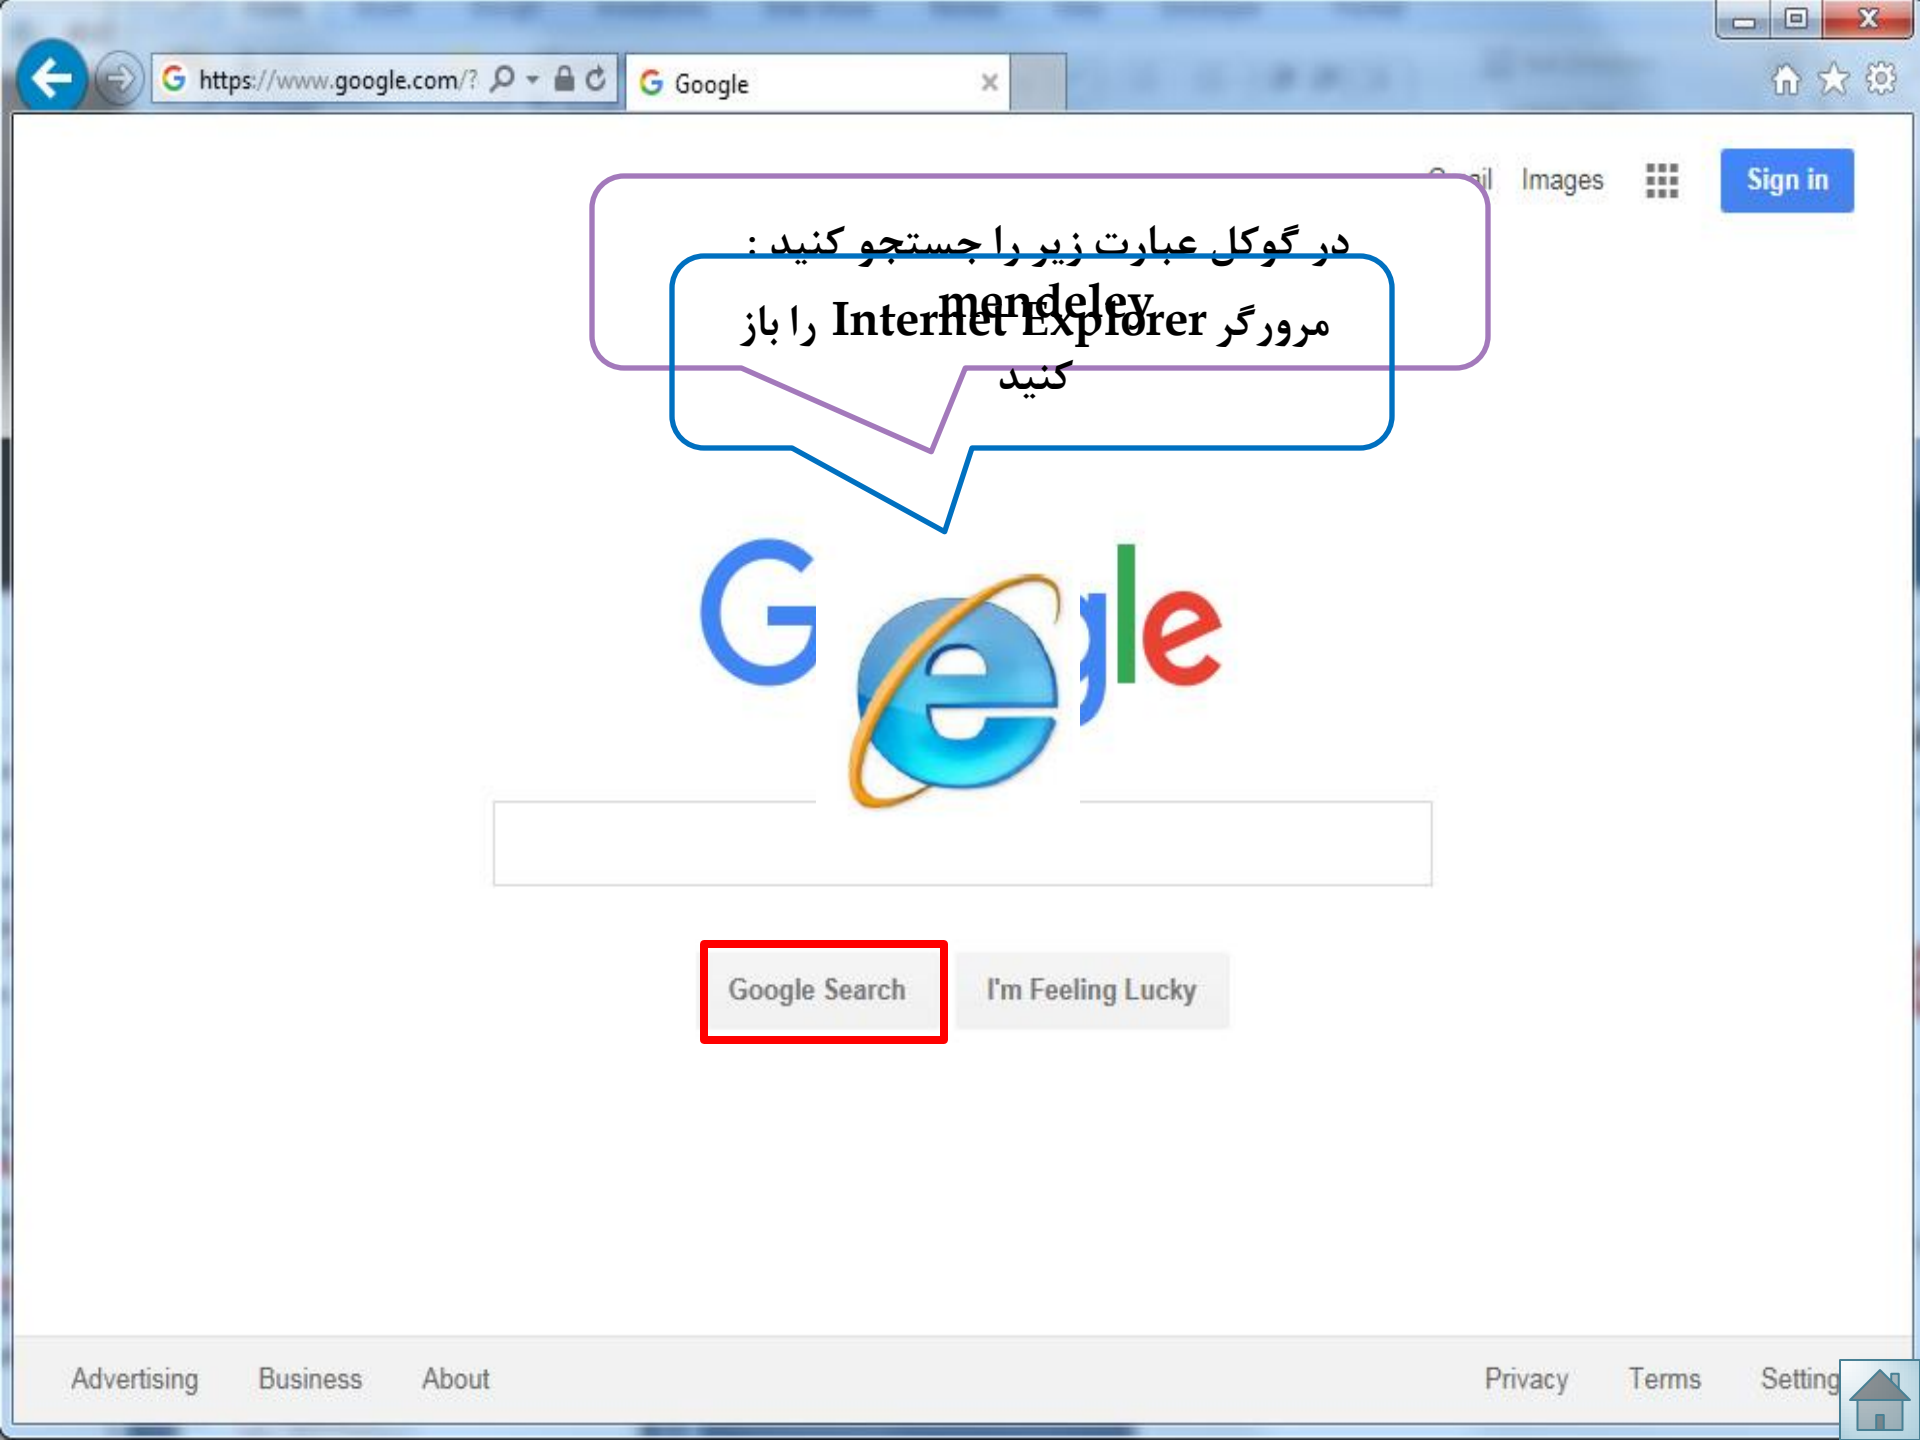 https://www.google.com/?
Google
Images
Sign in
در گوگل عبارت زیر را جستجو کنید :
mendeley
مرورگر Internet Explorer را باز
کنید
Google Search
I'm Feeling Lucky
Advertising Business About
Privacy Terms